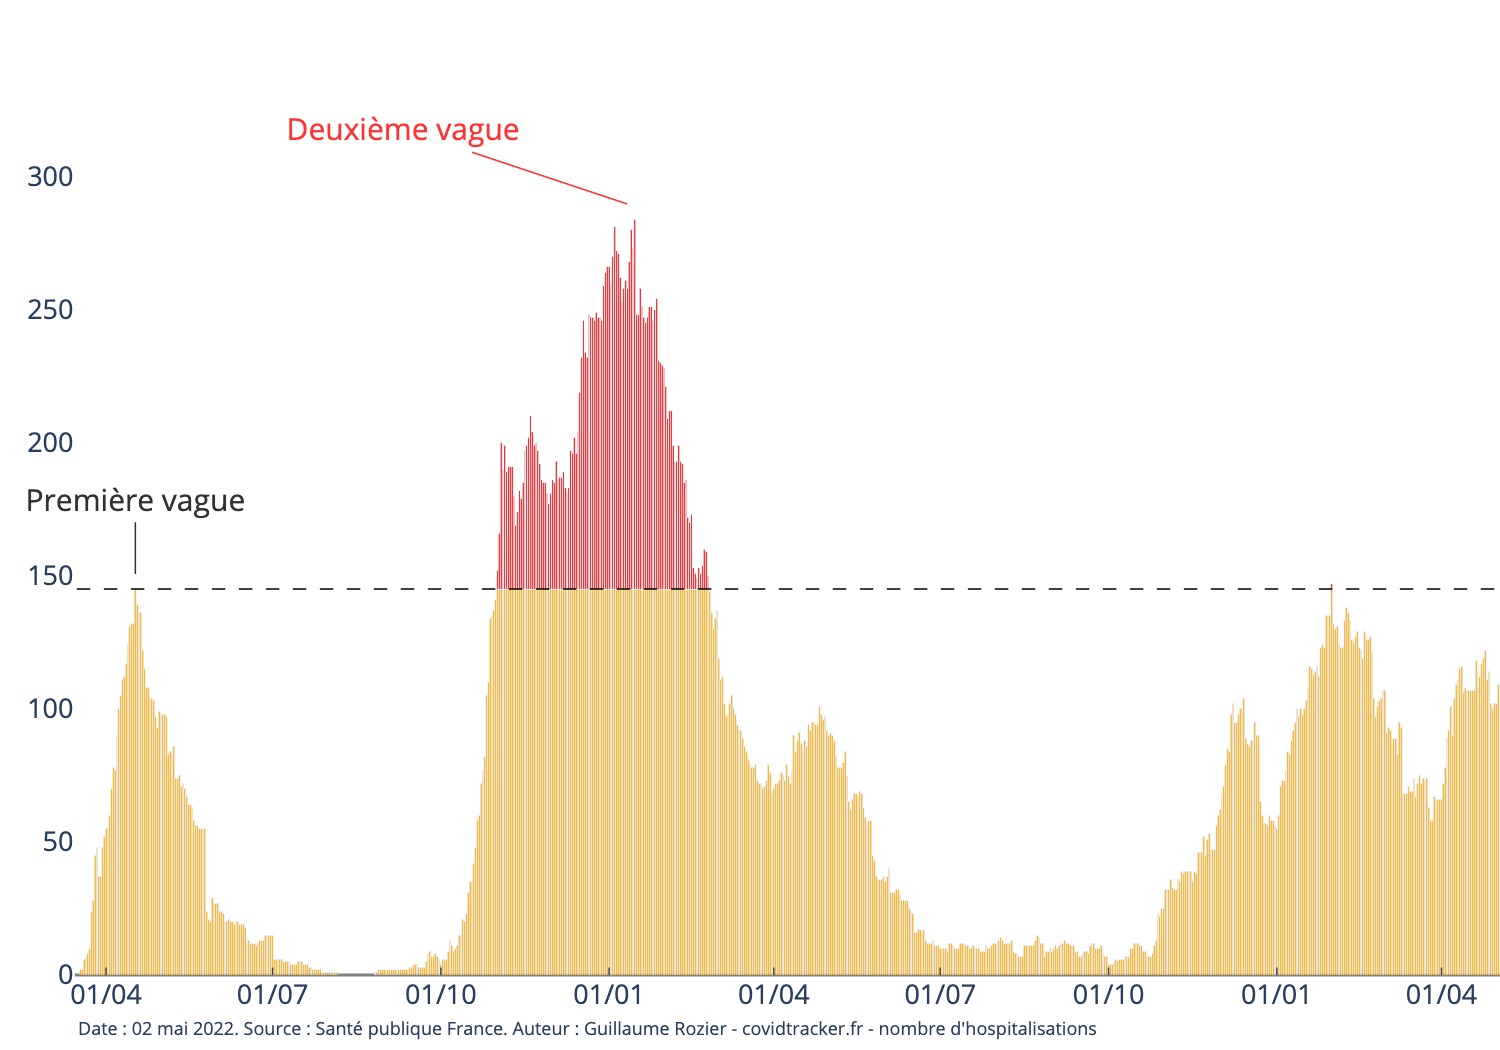 Deuxième vague
300
250
200
Première vague
150
100
50
0
01/04 01/07 01/10 01/01 01/04 01/07 01/10 01/01 01/04
Date : 02 mai 2022. Source : Santé publique France. Auteur : Guillaume Rozier - covidtracker.fr - nombre d'hospitalisations